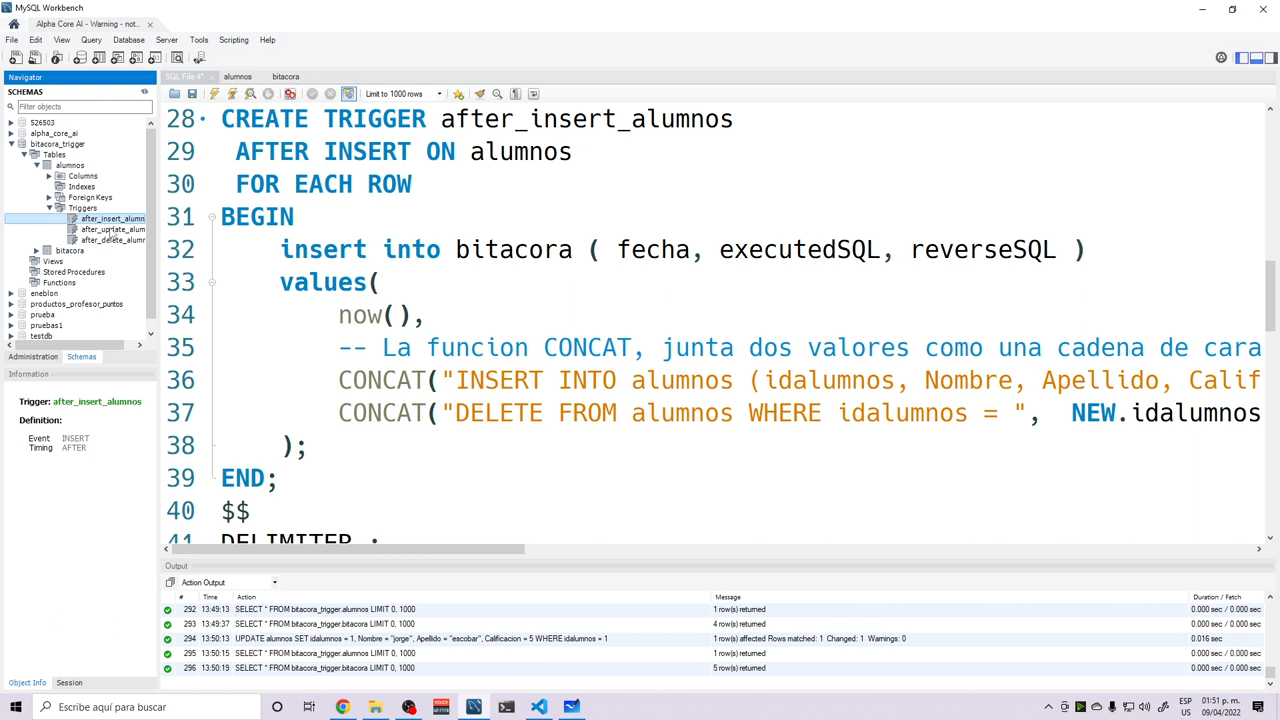 MySQL Workbench
Alpha Core AI - Warning - not...
File Edit View Query Database Server Tools Scripting Help
Navigator
SCHEMAS
Filter objects
526503
alpha_core_ai
bitacora_trigger
Tables
alumnos
Columns
Indexes
Foreign Keys
Triggers
after_insert_alumn
after_update_alum
after_delete_alumr
bitacora
Views
Stored Procedures
Functions
eneblon
productos_profesor_puntos
prueba
pruebas1
testdb
Administration Schemas
Information
Trigger: after_insert_alumnos
Definition:
Event INSERT
Timing AFTER
Object Info Session
SQL File 4* alumnos bitacora
Limit to 1000 rows
28 CREATE TRIGGER after_insert_alumnos
29 AFTER INSERT ON alumnos
30 FOR EACH ROW
31 BEGIN
32 insert into bitacora ( fecha, executedSQL, reverseSQL )
33 values(
34 now(),
35 -- La funcion CONCAT, junta dos valores como una cadena de cara
36 CONCAT("INSERT INTO alumnos (idalumnos, Nombre, Apellido, Calif
37 CONCAT("DELETE FROM alumnos WHERE idalumnos = ", NEW.idalumnos
38 );
39 END;
40 $$
41 DELIMITER ;
Output
Action Output
# Time Action Message Duration / Fetch
292 13:49:13 SELECT * FROM bitacora_trigger.alumnos LIMIT 0, 1000 1 row(s) returned 0.000 sec / 0.000 sec
293 13:49:37 SELECT * FROM bitacora_trigger.bitacora LIMIT 0, 1000 4 row(s) returned 0.000 sec / 0.000 sec
294 13:50:13 UPDATE alumnos SET idalumnos = 1, Nombre = "jorge", Apellido = "escobar", Calificacion = 5 WHERE idalumnos = 1 1 row(s) affected Rows matched: 1 Changed: 1 Warnings: 0 0.016 sec
295 13:50:15 SELECT * FROM bitacora_trigger.alumnos LIMIT 0, 1000 1 row(s) returned 0.000 sec / 0.000 sec
296 13:50:19 SELECT * FROM bitacora_trigger.bitacora LIMIT 0, 1000 5 row(s) returned 0.000 sec / 0.000 sec
Escribe aquí para buscar
ESP 01:51 p. m.
US 09/04/2022